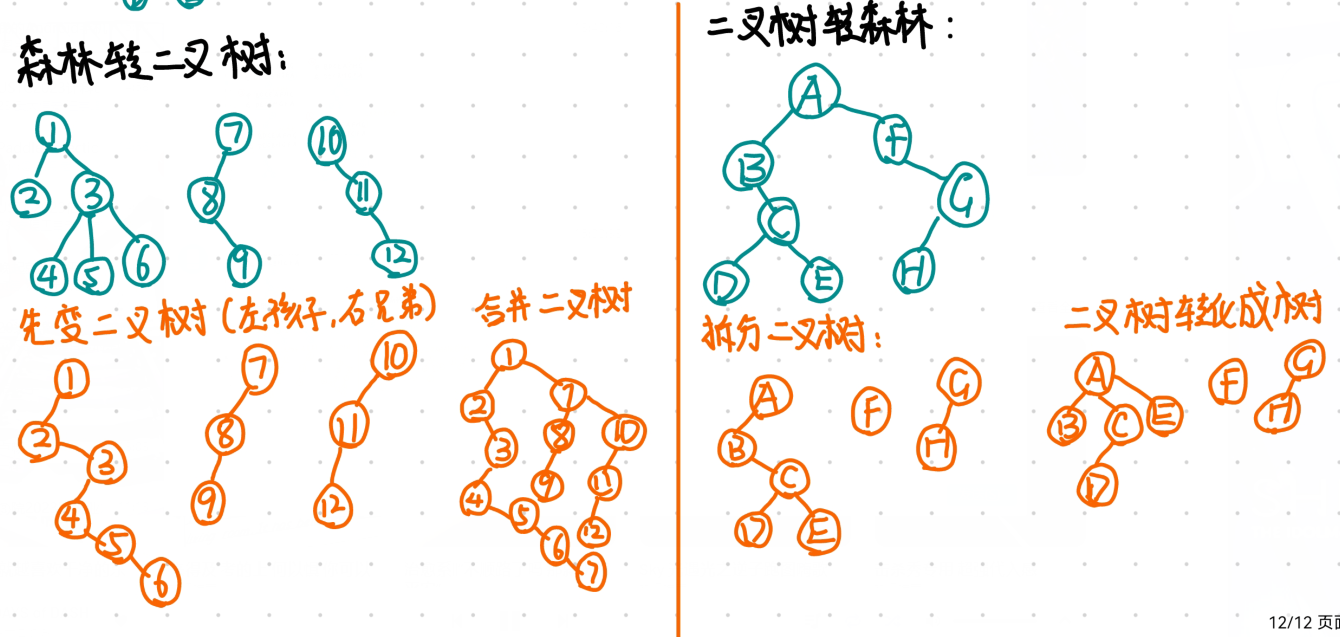 森林转二叉树:
1
7
10
2
3
8
11
4
5
6
9
12
先变二叉树(左孩子,右兄弟)
合并二叉树
1
7
10
2
3
8
11
4
9
12
5
6
1
2
7
3
8
10
4
5
9
11
6
12
7
二叉树转森林:
A
B
F
C
G
D
E
H
拆分二叉树:
二叉树转化成树
A
F
G
B
H
C
D
E
A
F
G
B
C
E
H
D
12/12 页面